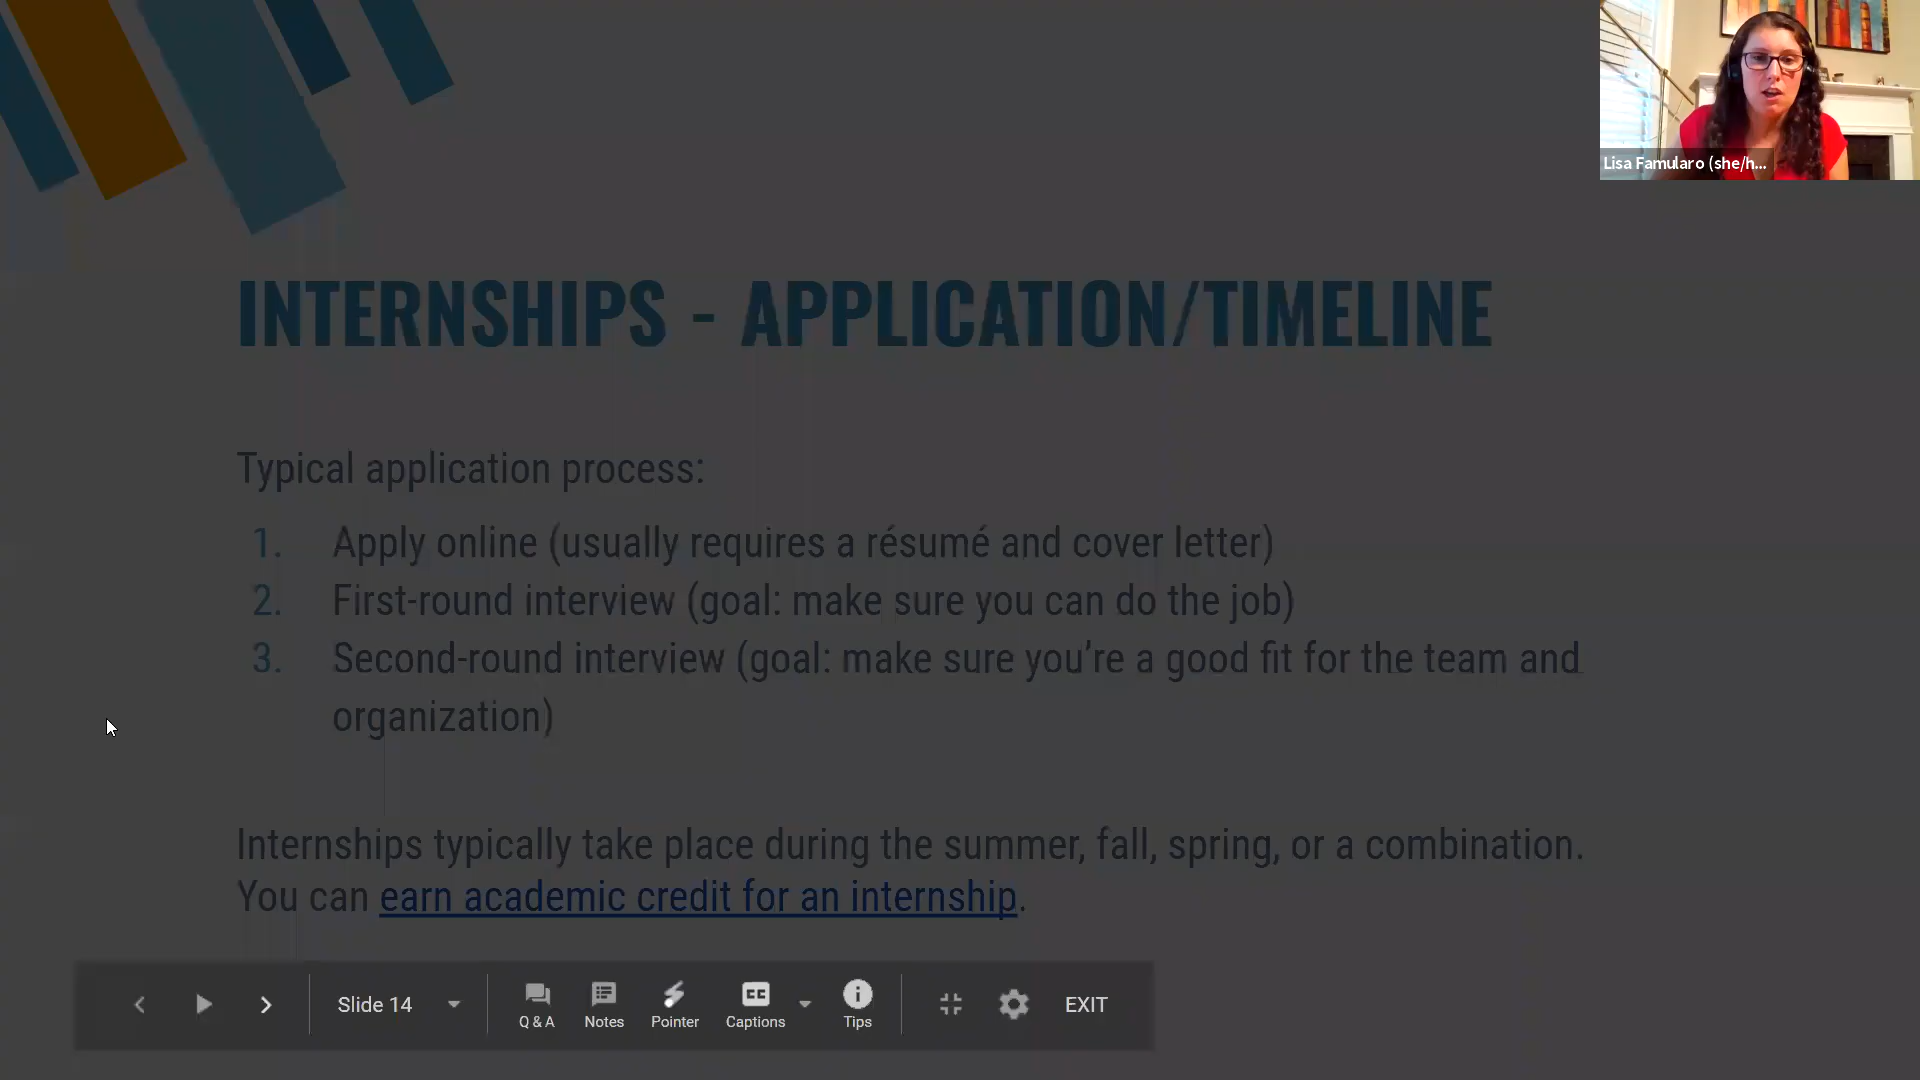 Lisa Famularo (she/h...
INTERNSHIPS - APPLICATION/TIMELINE
Typical application process:
1. Apply online (usually requires a résumé and cover letter)
2. First-round interview (goal: make sure you can do the job)
3. Second-round interview (goal: make sure you’re a good fit for the team and
organization)
Internships typically take place during the summer, fall, spring, or a combination.
You can earn academic credit for an internship.
Slide 14
Q & A
Notes
Pointer
CC
Captions
Tips
EXIT